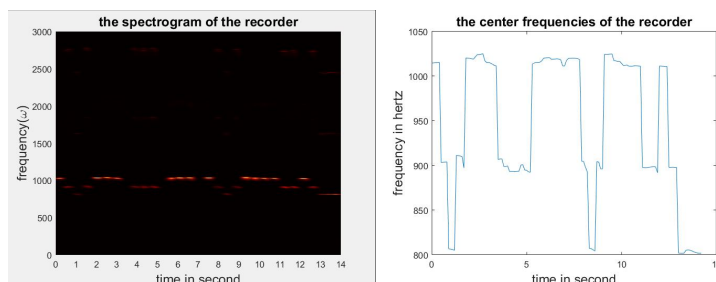 the spectrogram of the recorder
3000
2500
2000
1500
1000
500
0
frequency(ω)
0 1 2 3 4 5 6 7 8 9 10 11 12 13 14
time in second
the center frequencies of the recorder
1050
1000
950
900
850
800
frequency in hertz
0 5 10 15
time in second